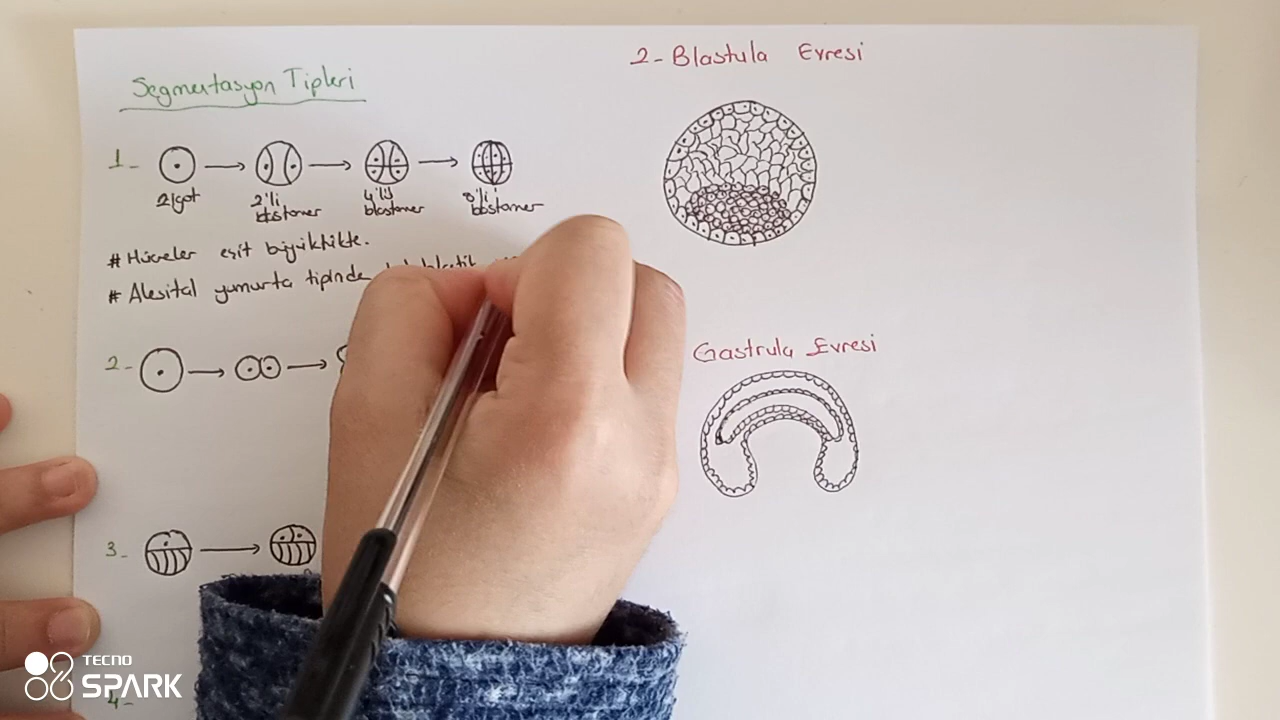 Segmentasyon Tipleri
1-
Zigot
2'li
blastomer
4'lü
blastomer
8'li
blastomer
# Hücreler eşit büyüklükte.
# Alesital yumurta tipinde
2-
3-
4-
2- Blastula Evresi
Gastrula Evresi
TECNO
SPARK